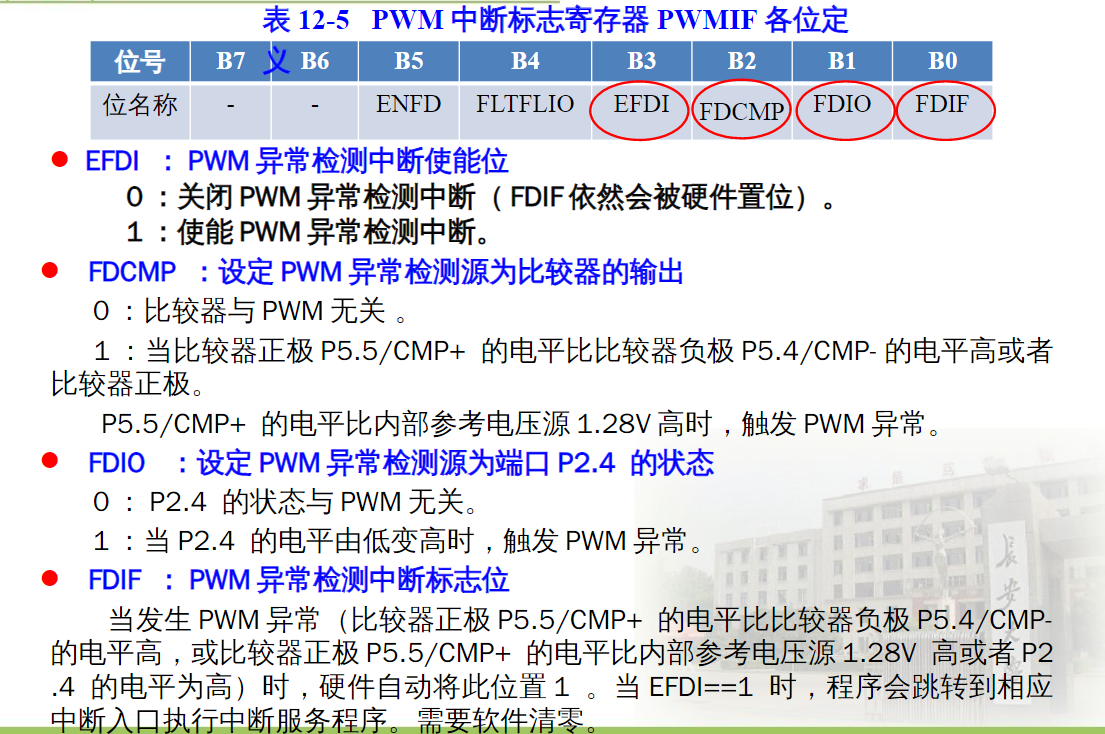 表 12-5 PWM 中断标志寄存器 PWMIF 各位定
义
位号 B7 B6 B5 B4 B3 B2 B1 B0
位名称 - - ENFD FLTFLIO EFDI FDCMP FDIO FDIF
● EFDI ：PWM 异常检测中断使能位
0 ：关闭 PWM 异常检测中断（ FDIF 依然会被硬件置位）。
1 ：使能 PWM 异常检测中断。
● FDCMP ：设定 PWM 异常检测源为比较器的输出
0 ：比较器与 PWM 无关 。
1 ：当比较器正极 P5.5/CMP+ 的电平比比较器负极 P5.4/CMP- 的电平高或者
比较器正极。
P5.5/CMP+ 的电平比内部参考电压源 1.28V 高时，触发 PWM 异常。
● FDIO ：设定 PWM 异常检测源为端口 P2.4 的状态
0 ：P2.4 的状态与 PWM 无关。
1 ：当 P2.4 的电平由低变高时，触发 PWM 异常。
● FDIF ：PWM 异常检测中断标志位
当发生 PWM 异常（比较器正极 P5.5/CMP+ 的电平比比较器负极 P5.4/CMP-
的电平高，或比较器正极 P5.5/CMP+ 的电平比内部参考电压源 1.28V 高或者 P2
.4 的电平为高）时，硬件自动将此位置 1 。当 EFDI==1 时，程序会跳转到相应
中断入口执行中断服务程序。需要软件清零。
长安